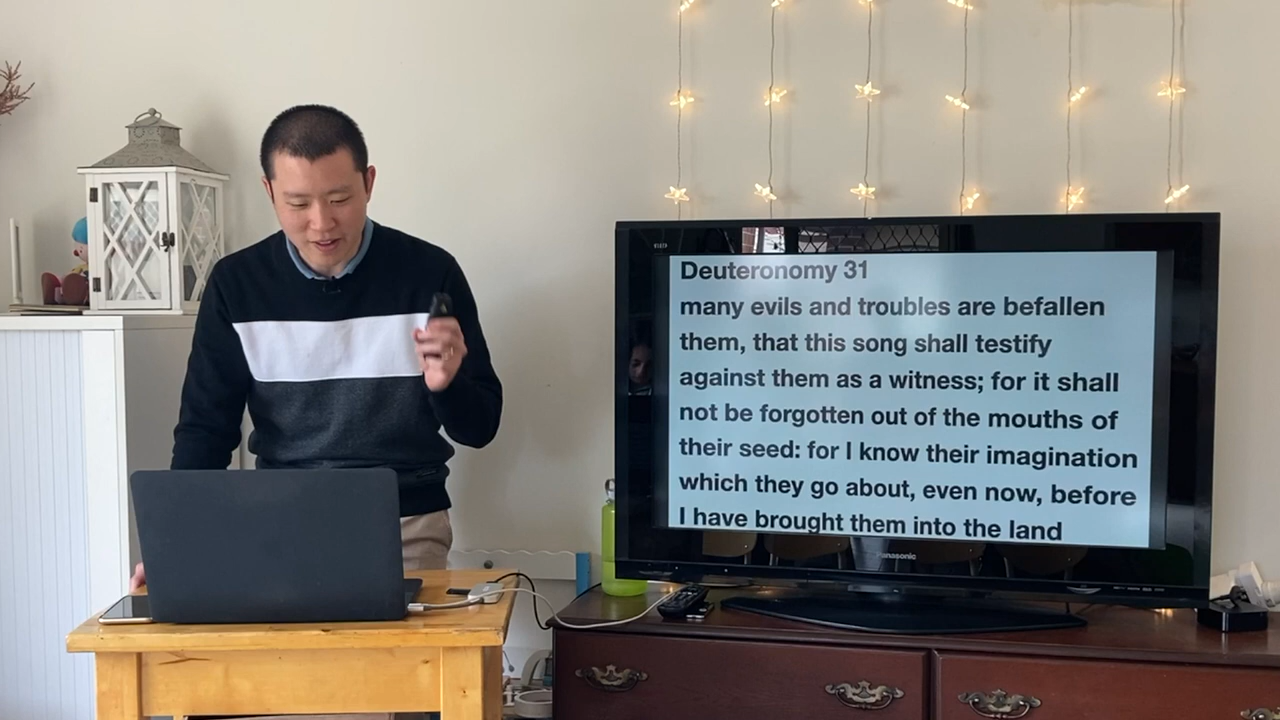 Deuteronomy 31
many evils and troubles are befallen
them, that this song shall testify
against them as a witness; for it shall
not be forgotten out of the mouths of
their seed: for I know their imagination
which they go about, even now, before
I have brought them into the land
Panasonic